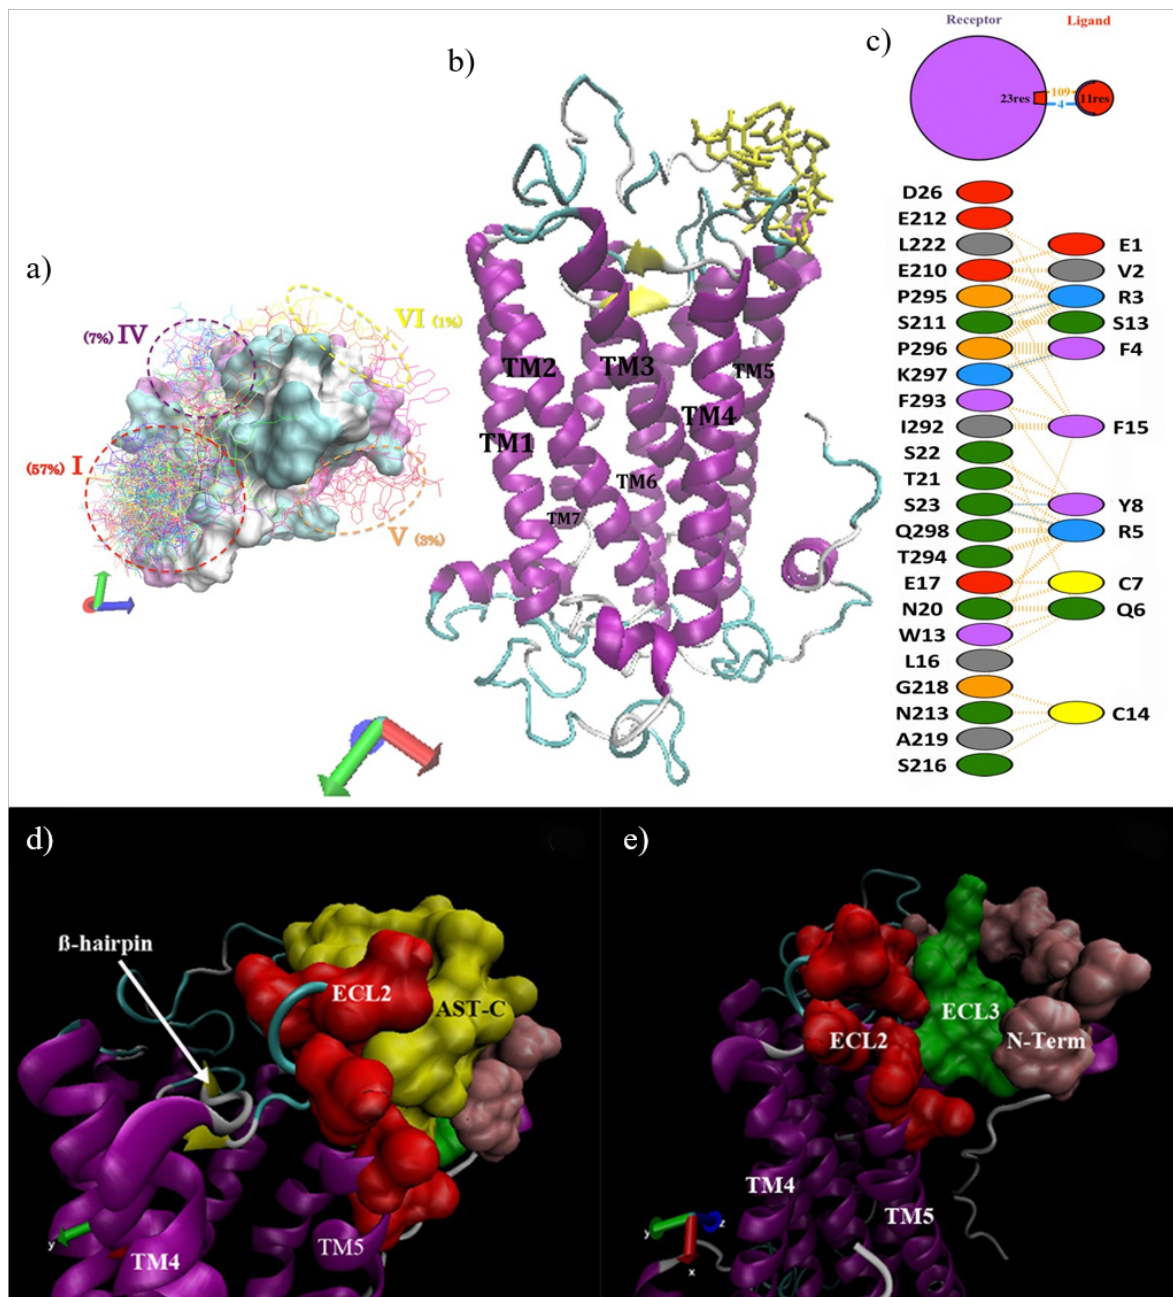 a)
(7%) IV
VI (1%)
(57%) I
V (3%)
b)
TM2
TM3
TM5
TM1
TM4
TM6
TM7
c)
Receptor Ligand
23res 109 11res
4
D26
E212
L222 E1
E210 V2
P295 R3
S211 S13
P296 F4
K297
F293
I292 F15
S22
T21
S23 Y8
Q298 R5
T294
E17 C7
N20 Q6
W13
L16
G218
N213 C14
A219
S216
d)
ß-hairpin
ECL2
AST-C
TM4
TM5
y
e)
ECL3
ECL2
N-Term
TM4
TM5
y
z
x